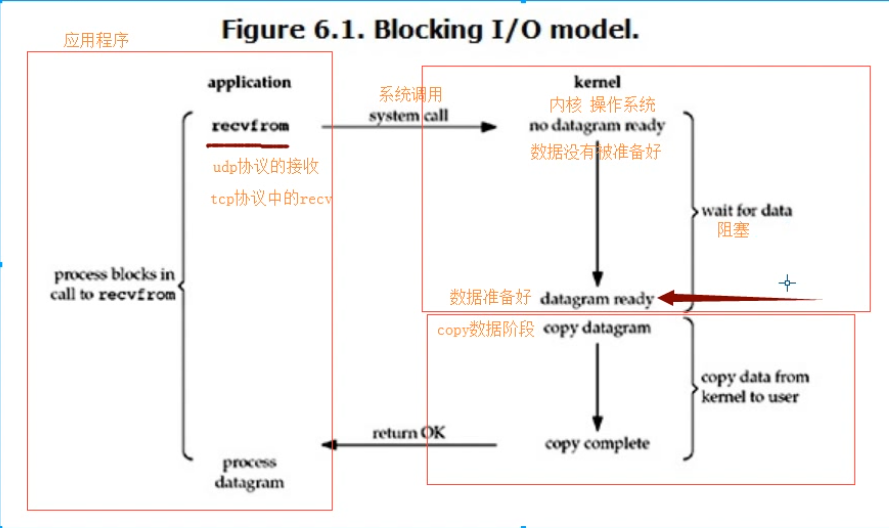 Figure 6.1. Blocking I/O model.
应用程序
application
kernel
系统调用
system call
内核 操作系统
recvfrom
no datagram ready
数据没有被准备好
udp协议的接收
tcp协议中的recv
wait for data
阻塞
process blocks in
call to recvfrom
数据准备好
datagram ready
copy数据阶段
copy datagram
copy data from
kernel to user
return OK
copy complete
process
datagram